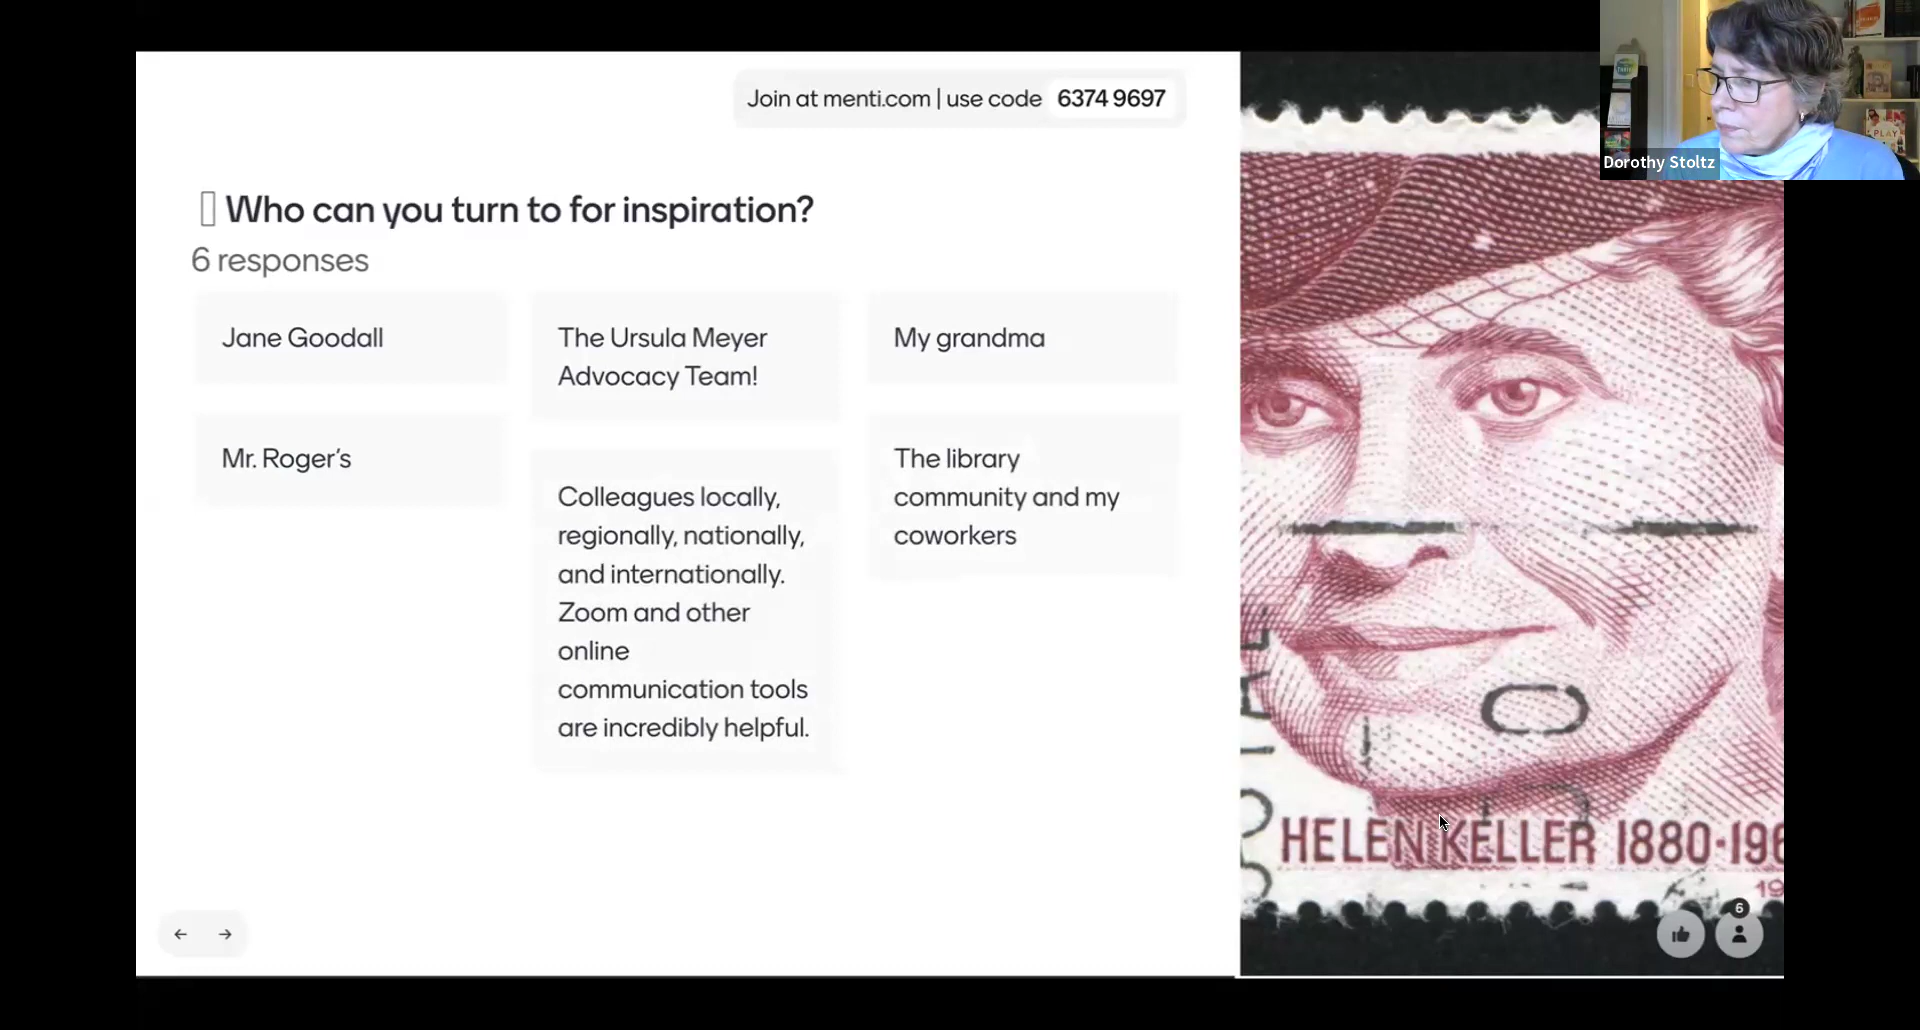 Join at menti.com | use code 6374 9697
Who can you turn to for inspiration?
6 responses
Jane Goodall
The Ursula Meyer
Advocacy Team!
My grandma
Mr. Roger's
Colleagues locally,
regionally, nationally,
and internationally.
Zoom and other
online
communication tools
are incredibly helpful.
The library
community and my
coworkers
HELEN KELLER 1880·196
19
6
Dorothy Stoltz
PLAY